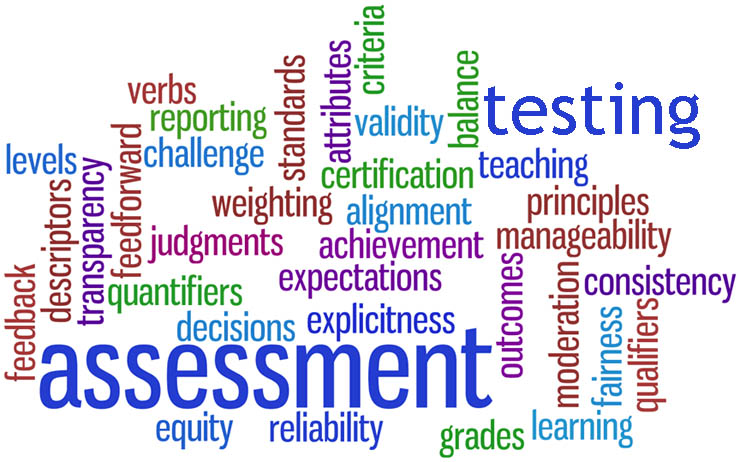 criteria
attributes
standards
balance
verbs
testing
reporting
validity
levels
challenge
feedforward
certification
teaching
transparency
descriptors
weighting
alignment
principles
judgments
achievement
manageability
feedback
quantifiers
expectations
outcomes
moderation
consistency
decisions
explicitness
fairness
qualifiers
assessment
equity
reliability
grades
learning